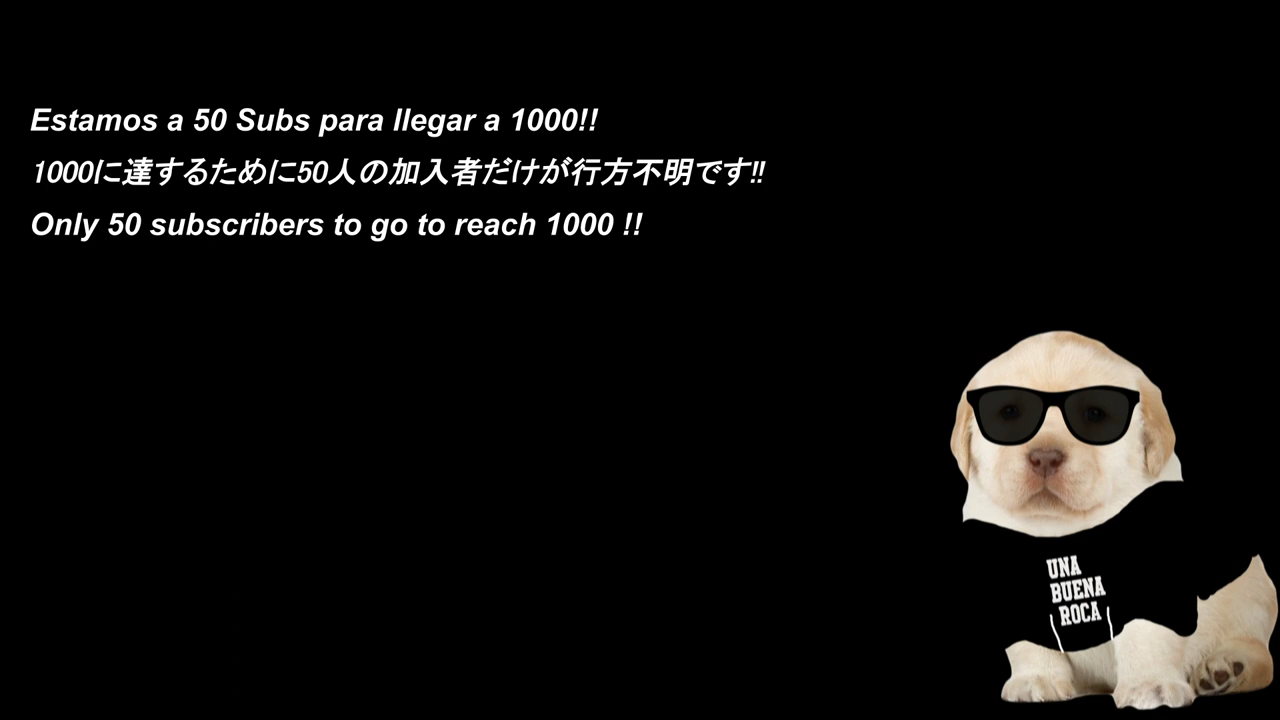 Estamos a 50 Subs para llegar a 1000!!
1000に達するために50人の加入者だけが行方不明です!!
Only 50 subscribers to go to reach 1000 !!
UNA
BUENA
ROCA